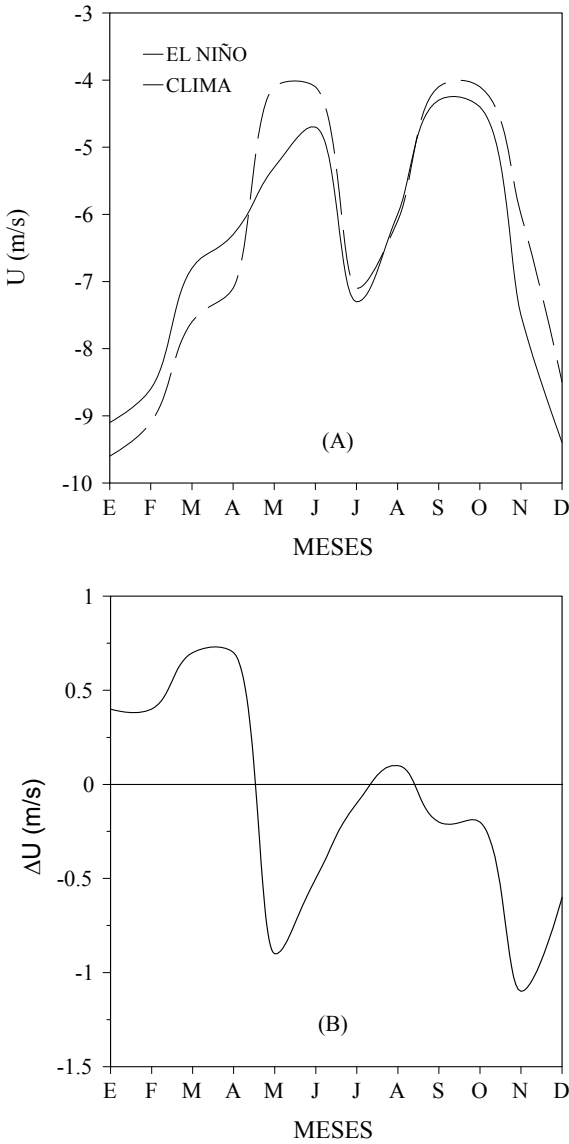 -3
-4
-5
-6
-7
-8
-9
-10
U (m/s)
EL NIÑO
CLIMA
(A)
E F M A M J J A S O N D
MESES
1
0.5
0
-0.5
-1
-1.5
ΔU (m/s)
(B)
E F M A M J J A S O N D
MESES